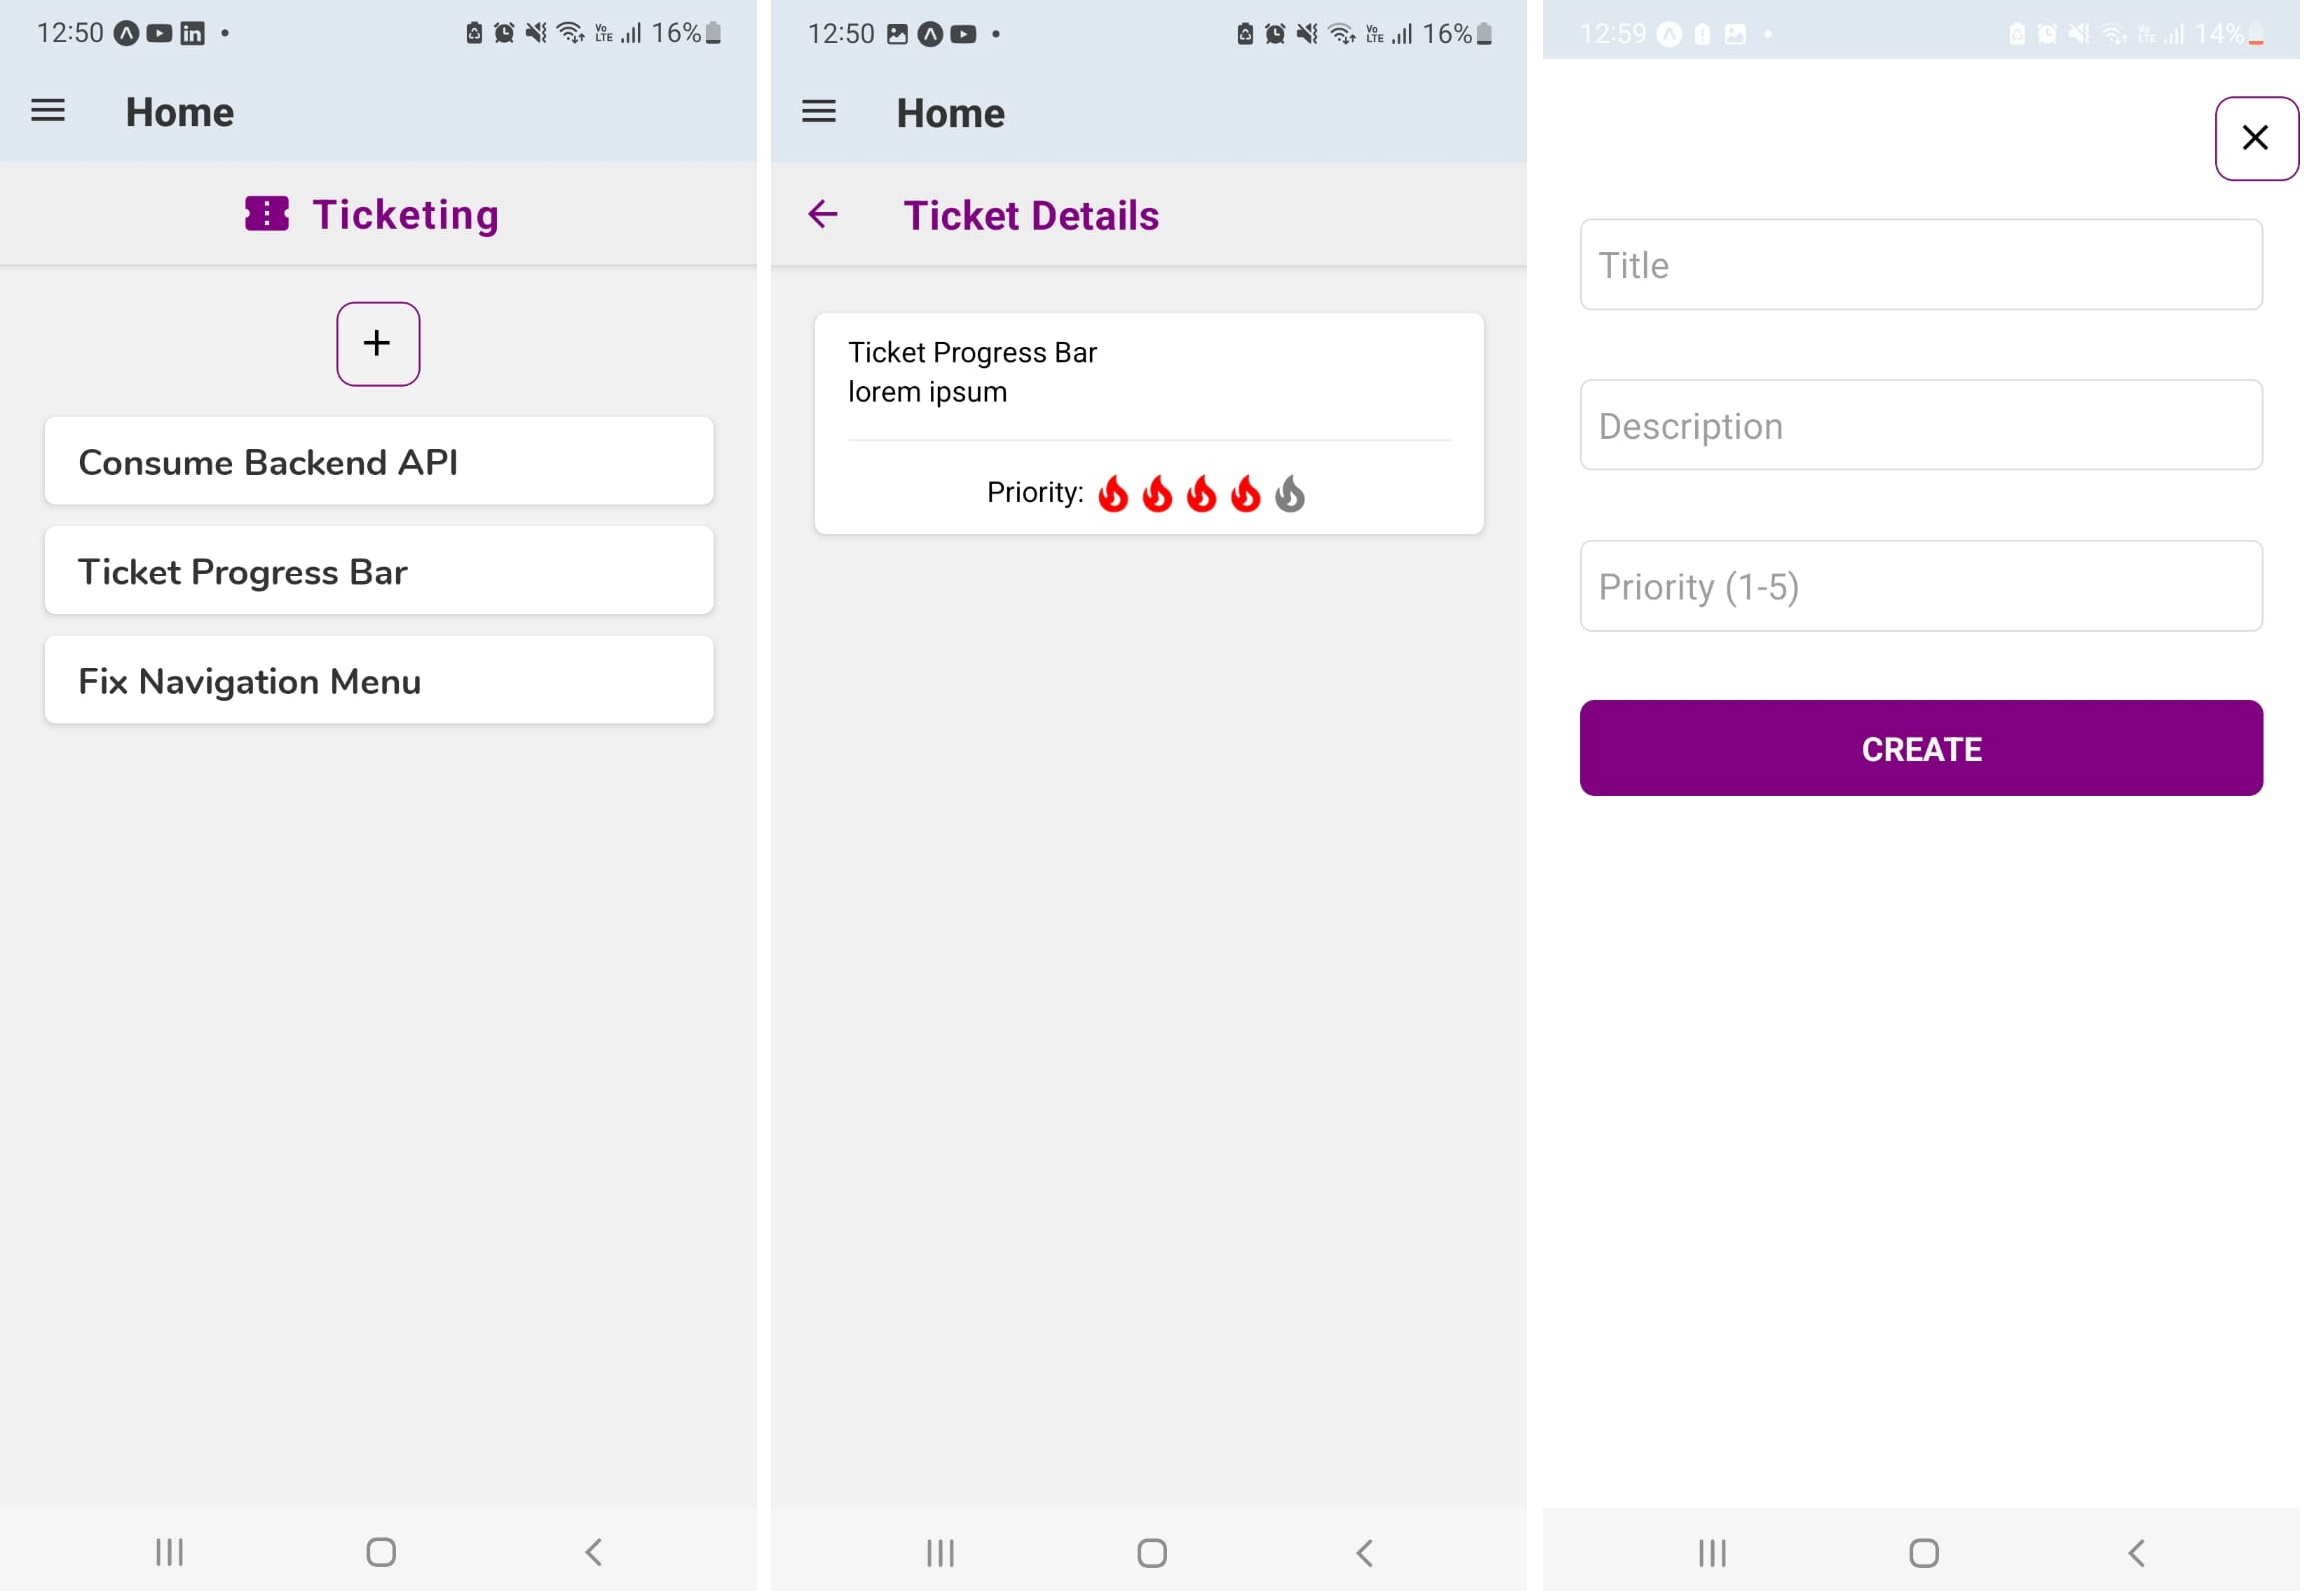 12:50
16%
Home
Ticketing
+
Consume Backend API
Ticket Progress Bar
Fix Navigation Menu
12:50
16%
Home
Ticket Details
Ticket Progress Bar
lorem ipsum
Priority:
12:59
14%
Title
Description
Priority (1-5)
CREATE